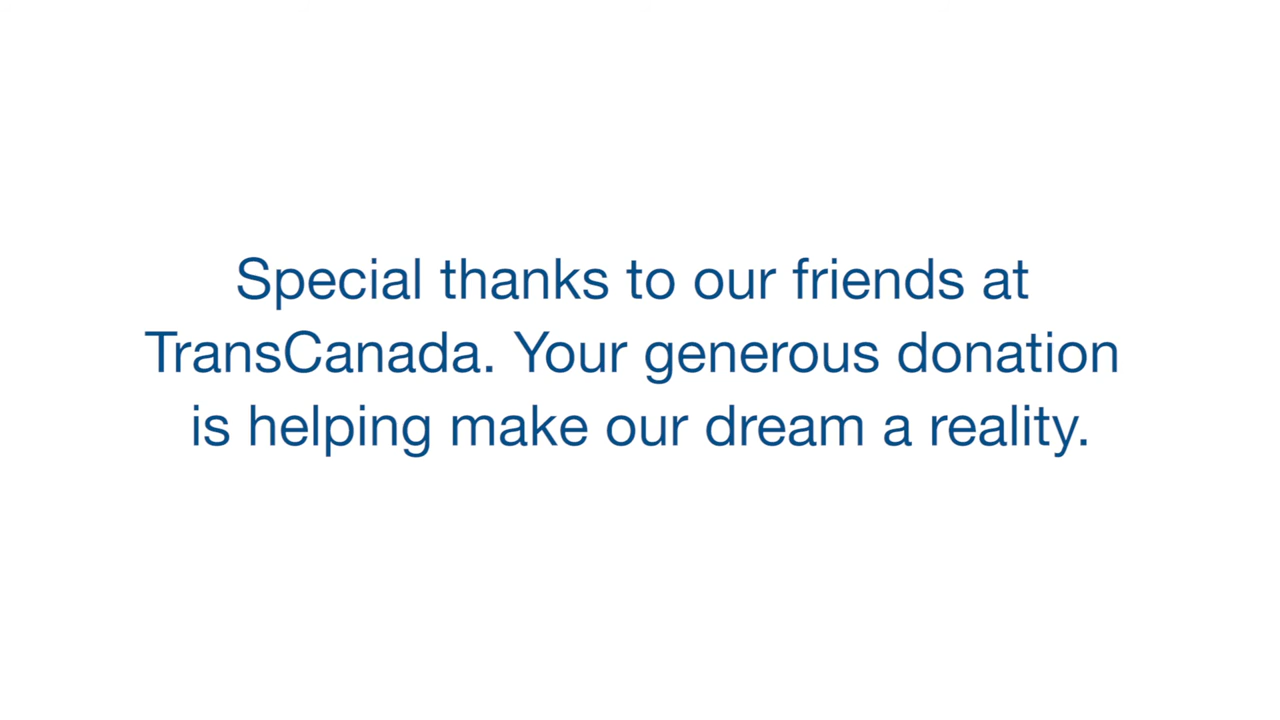 Special thanks to our friends at
TransCanada. Your generous donation
is helping make our dream a reality.